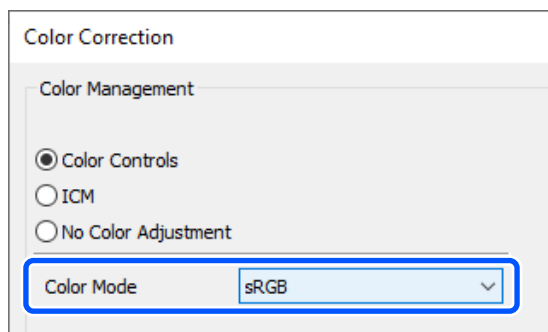 Color Correction
Color Management
Color Controls
ICM
No Color Adjustment
Color Mode sRGB